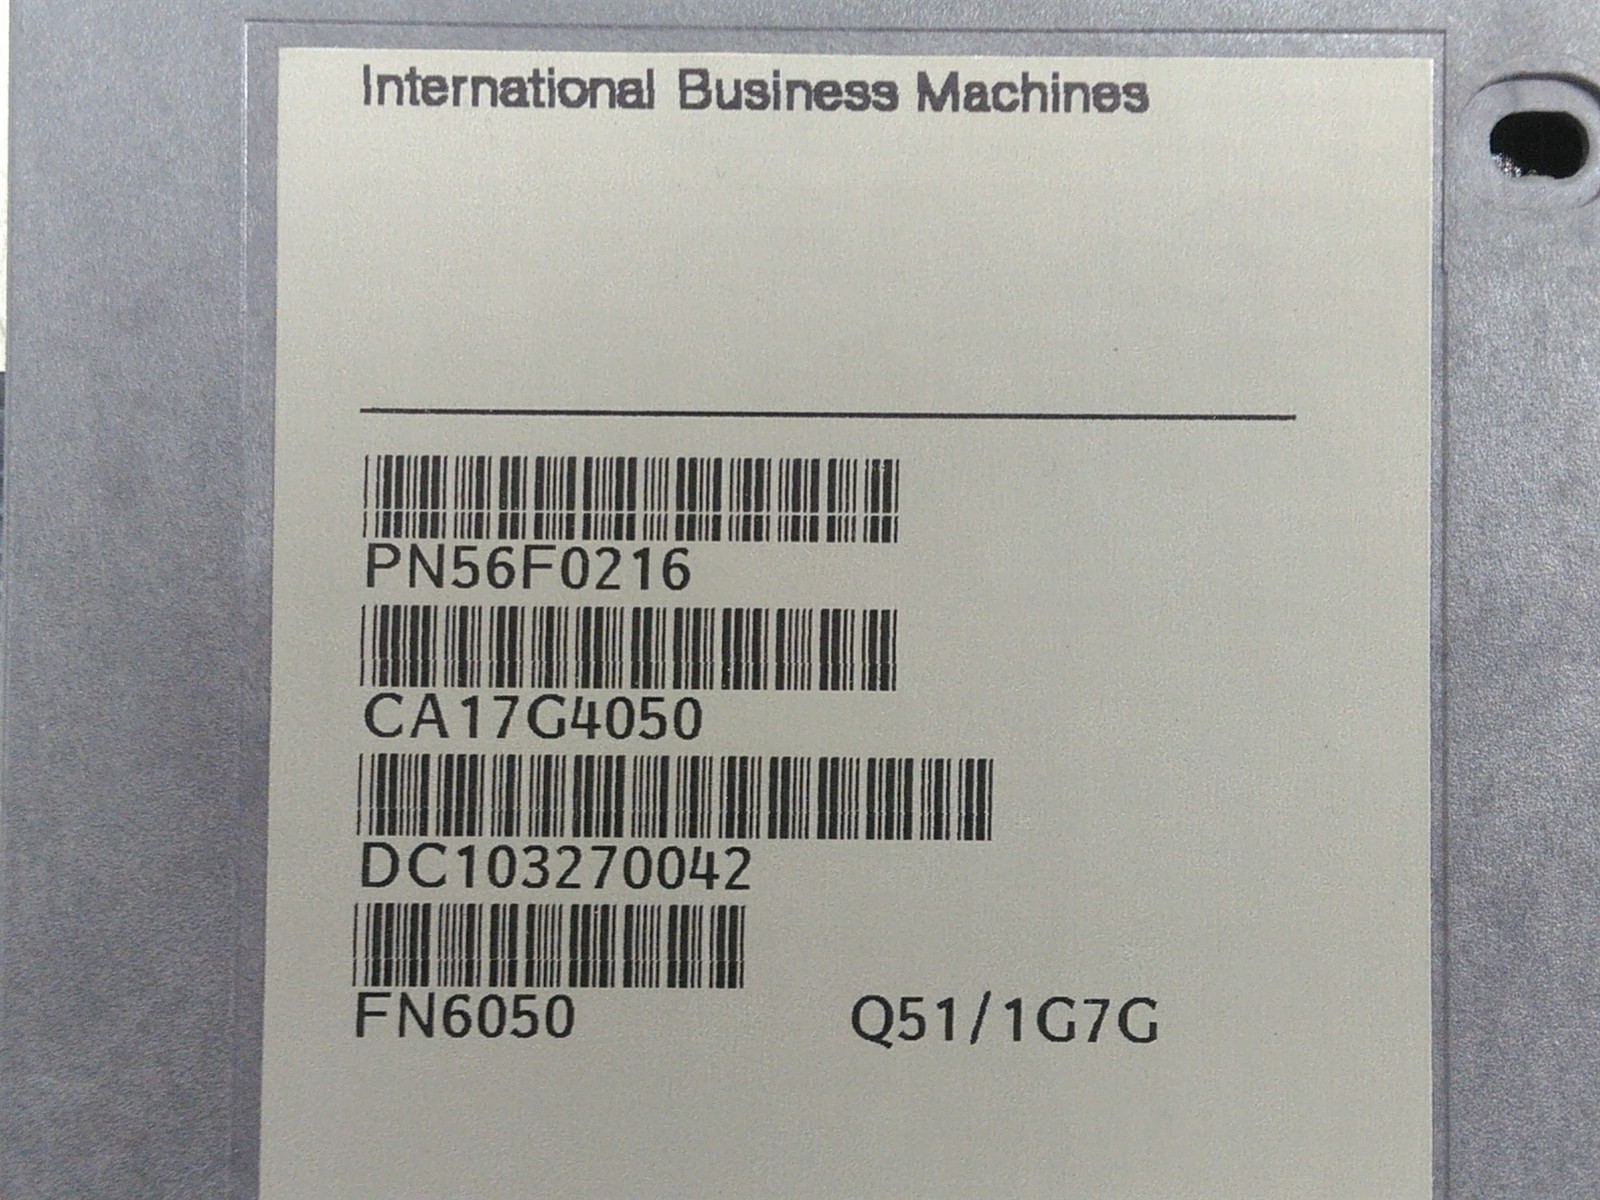 International Business Machines
PN56F0216
CA17G4050
DC103270042
FN6050
Q51/1G7G